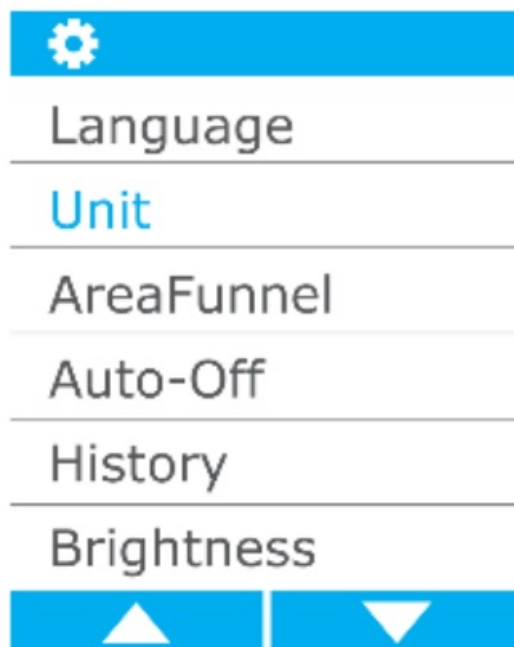 Language
Unit
AreaFunnel
Auto-Off
History
Brightness